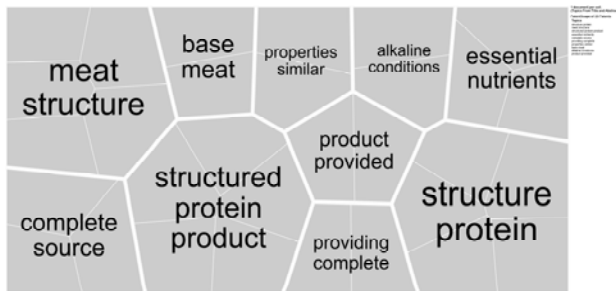 meat
structure
base
meat
properties
similar
alkaline
conditions
essential
nutrients
complete
source
structured
protein
product
product
provided
providing
complete
structure
protein